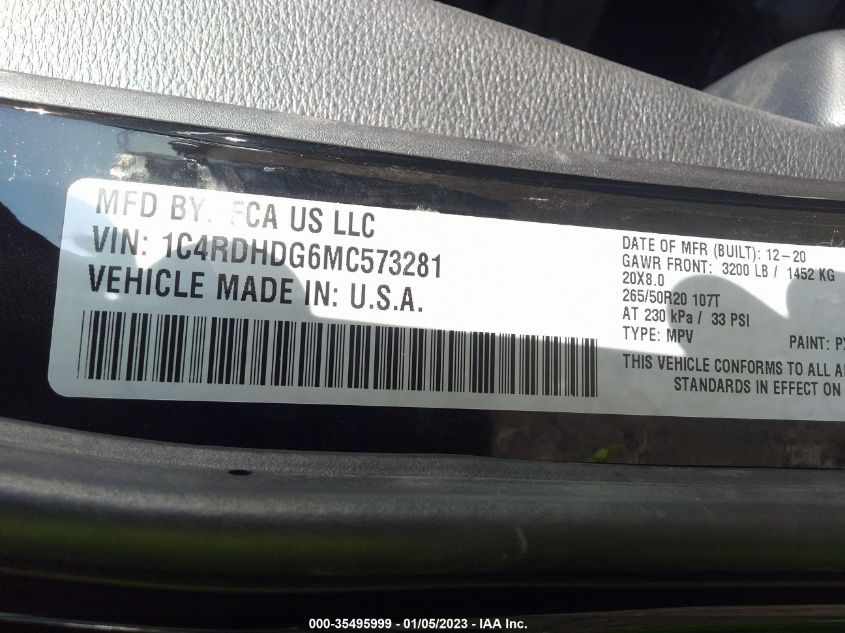 MFD BY: FCA US LLC
VIN: 1C4RDHDG6MC573281
VEHICLE MADE IN: U.S.A.
DATE OF MFR (BUILT): 12-20
GAWR FRONT: 3200 LB / 1452 KG
20X8.0
265/50R20 107T
AT 230 kPa / 33 PSI
TYPE: MPV
PAINT:
THIS VEHICLE CONFORMS TO ALL
STANDARDS IN EFFECT ON
000-35495999 - 01/05/2023 - IAA Inc.